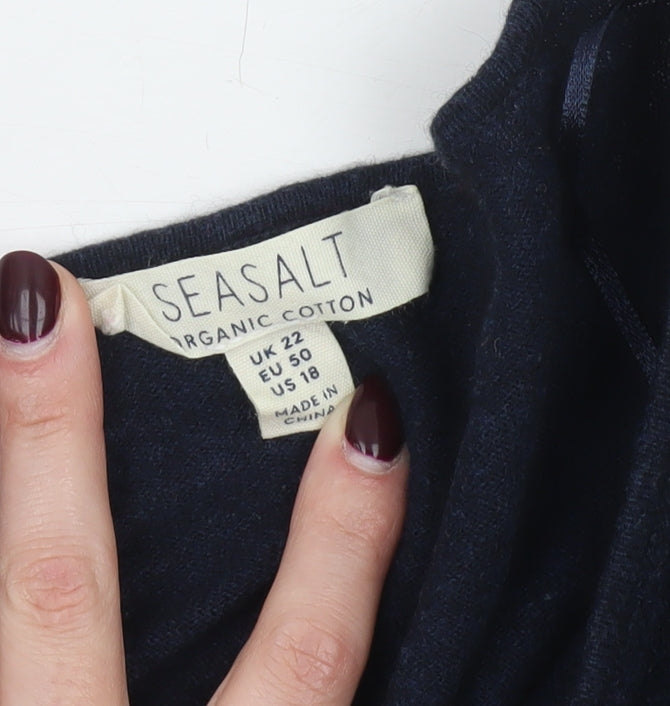 SEASALT
ORGANIC COTTON
UK 22
EU 50
US 18
MADE IN
CHINA